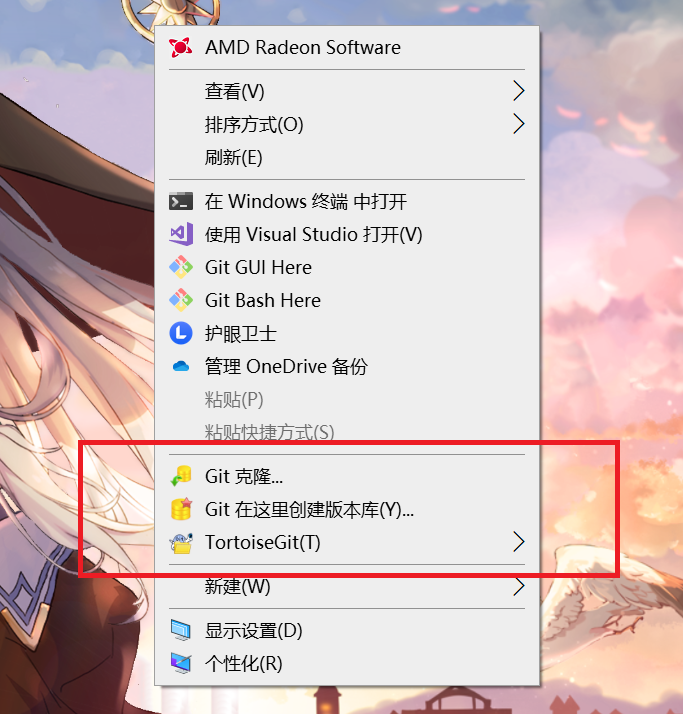 AMD Radeon Software
查看(V)
排序方式(O)
刷新(E)
在 Windows 终端 中打开
使用 Visual Studio 打开(V)
Git GUI Here
Git Bash Here
护眼卫士
管理 OneDrive 备份
粘贴(P)
粘贴快捷方式(S)
Git 克隆...
Git 在这里创建版本库(Y)...
TortoiseGit(T)
新建(W)
显示设置(D)
个性化(R)